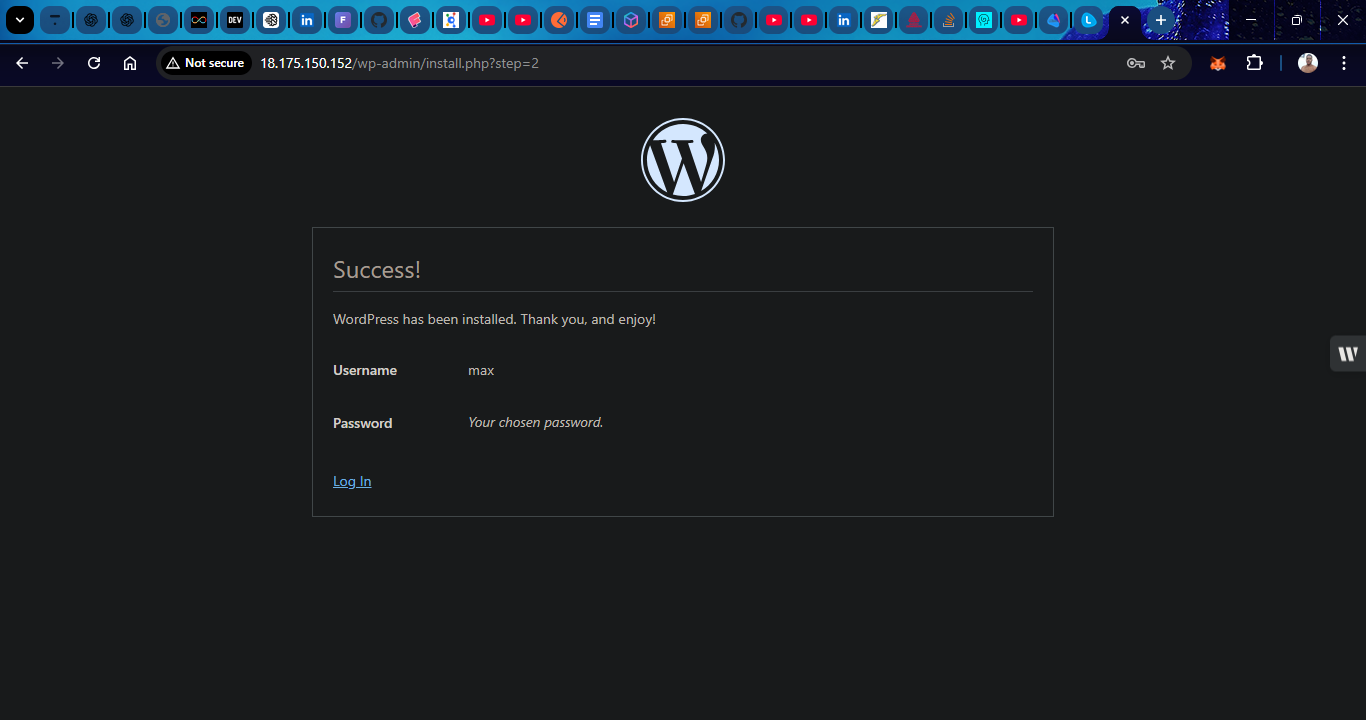 DEV
in
F
in
L
Not secure
18.175.150.152/wp-admin/install.php?step=2
W
Success!
WordPress has been installed. Thank you, and enjoy!
Username max
Password Your chosen password.
Log In
W